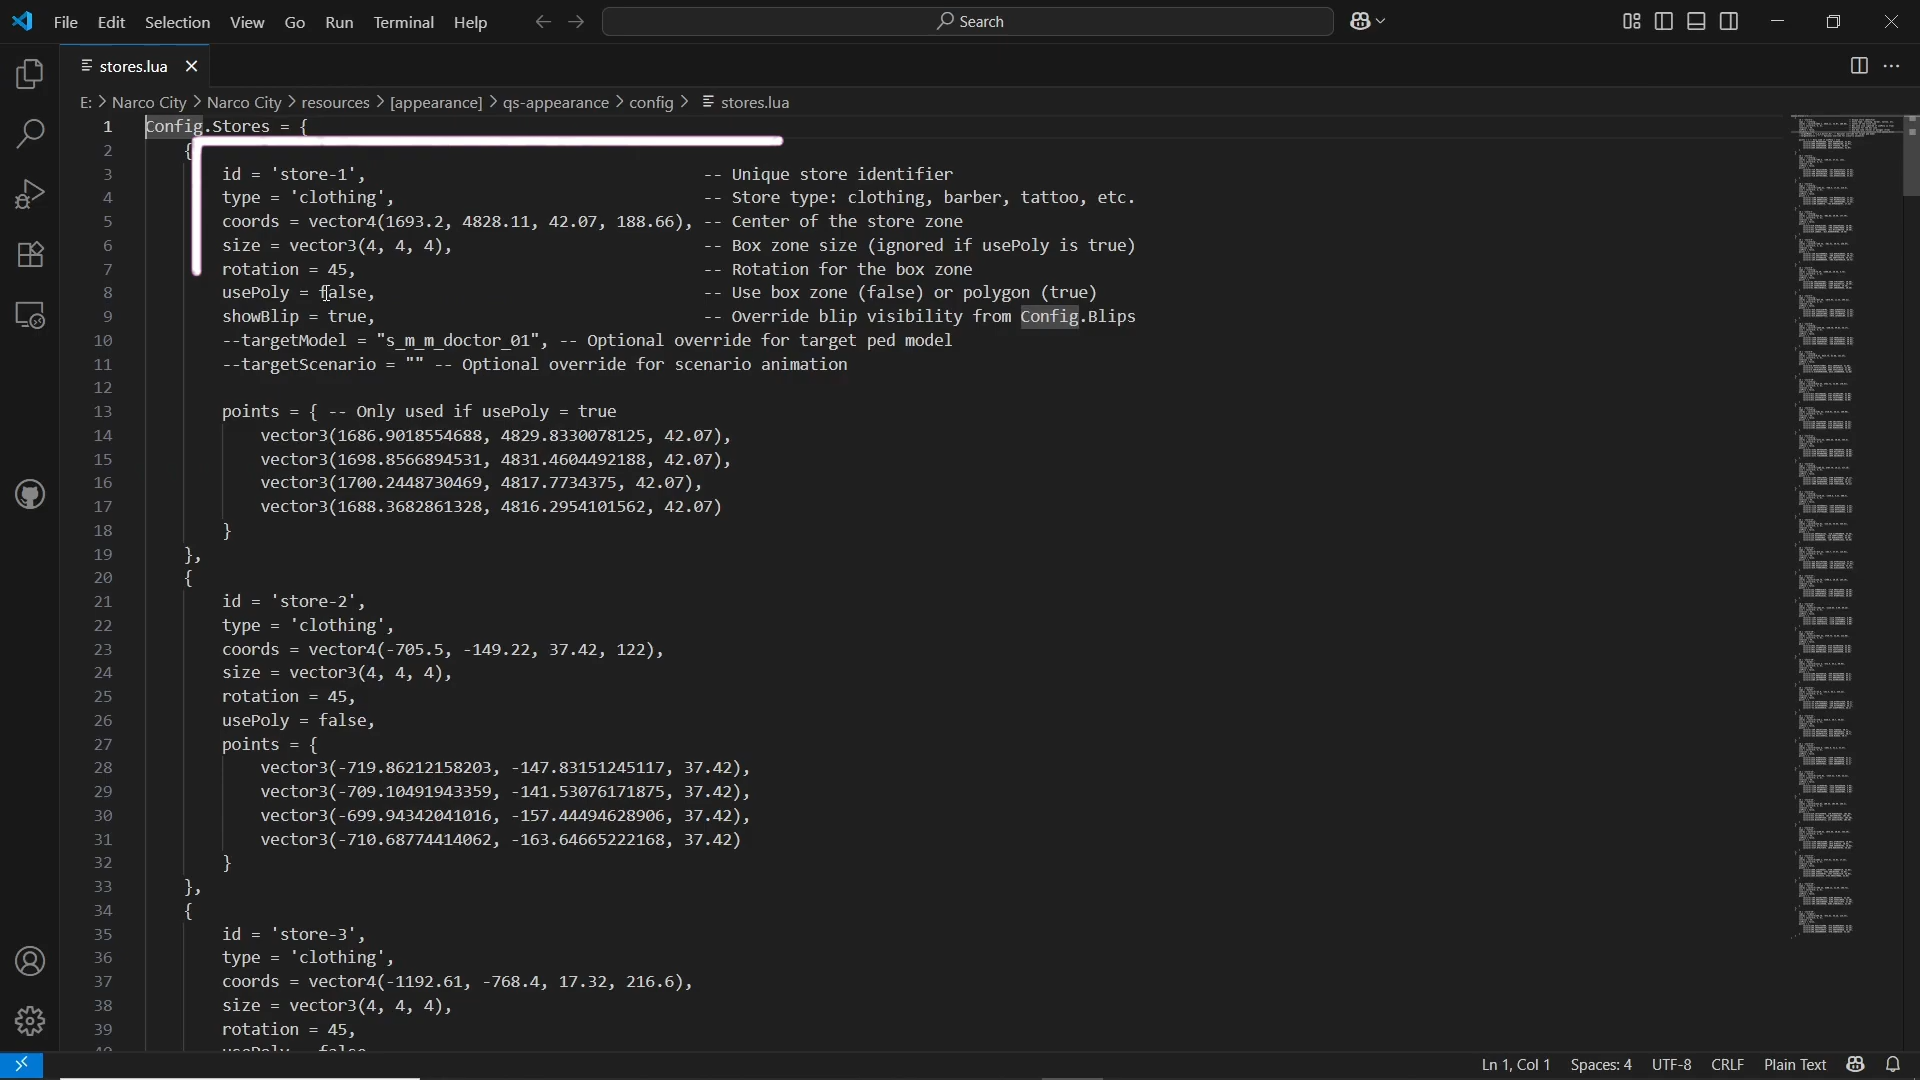 File Edit Selection View Go Run Terminal Help
Search
stores.lua
E: > Narco City > Narco City > resources > [appearance] > qs-appearance > config > stores.lua
1 Config.Stores = {
2 {
3 id = 'store-1', -- Unique store identifier
4 type = 'clothing', -- Store type: clothing, barber, tattoo, etc.
5 coords = vector4(1693.2, 4828.11, 42.07, 188.66), -- Center of the store zone
6 size = vector3(4, 4, 4), -- Box zone size (ignored if usePoly is true)
7 rotation = 45, -- Rotation for the box zone
8 usePoly = false, -- Use box zone (false) or polygon (true)
9 showBlip = true, -- Override blip visibility from Config.Blips
10 --targetModel = "s_m_m_doctor_01", -- Optional override for target ped model
11 --targetScenario = "" -- Optional override for scenario animation
12
13 points = { -- Only used if usePoly = true
14 vector3(1686.9018554688, 4829.8330078125, 42.07),
15 vector3(1698.8566894531, 4831.4604492188, 42.07),
16 vector3(1700.2448730469, 4817.7734375, 42.07),
17 vector3(1688.3682861328, 4816.2954101562, 42.07)
18 }
19 },
20 {
21 id = 'store-2',
22 type = 'clothing',
23 coords = vector4(-705.5, -149.22, 37.42, 122),
24 size = vector3(4, 4, 4),
25 rotation = 45,
26 usePoly = false,
27 points = {
28 vector3(-719.86212158203, -147.83151245117, 37.42),
29 vector3(-709.10491943359, -141.53076171875, 37.42),
30 vector3(-699.94342041016, -157.44494628906, 37.42),
31 vector3(-710.68774414062, -163.64665222168, 37.42)
32 }
33 },
34 {
35 id = 'store-3',
36 type = 'clothing',
37 coords = vector4(-1192.61, -768.4, 17.32, 216.6),
38 size = vector3(4, 4, 4),
39 rotation = 45,
Ln 1, Col 1 Spaces: 4 UTF-8 CRLF Plain Text